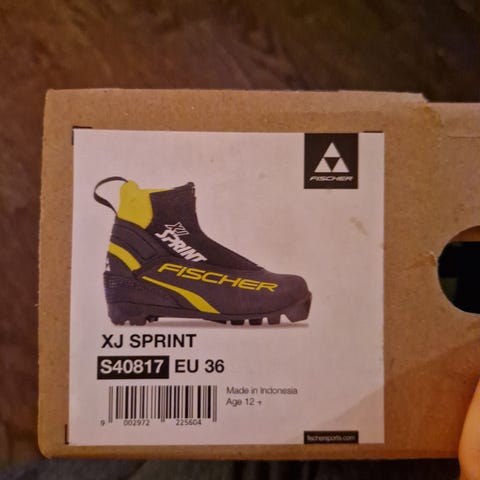 FISCHER
XJ
SPRINT
FISCHER
XJ SPRINT
S40817 EU 36
Made in Indonesia
Age 12 +
9 002972 225604
fischersports.com